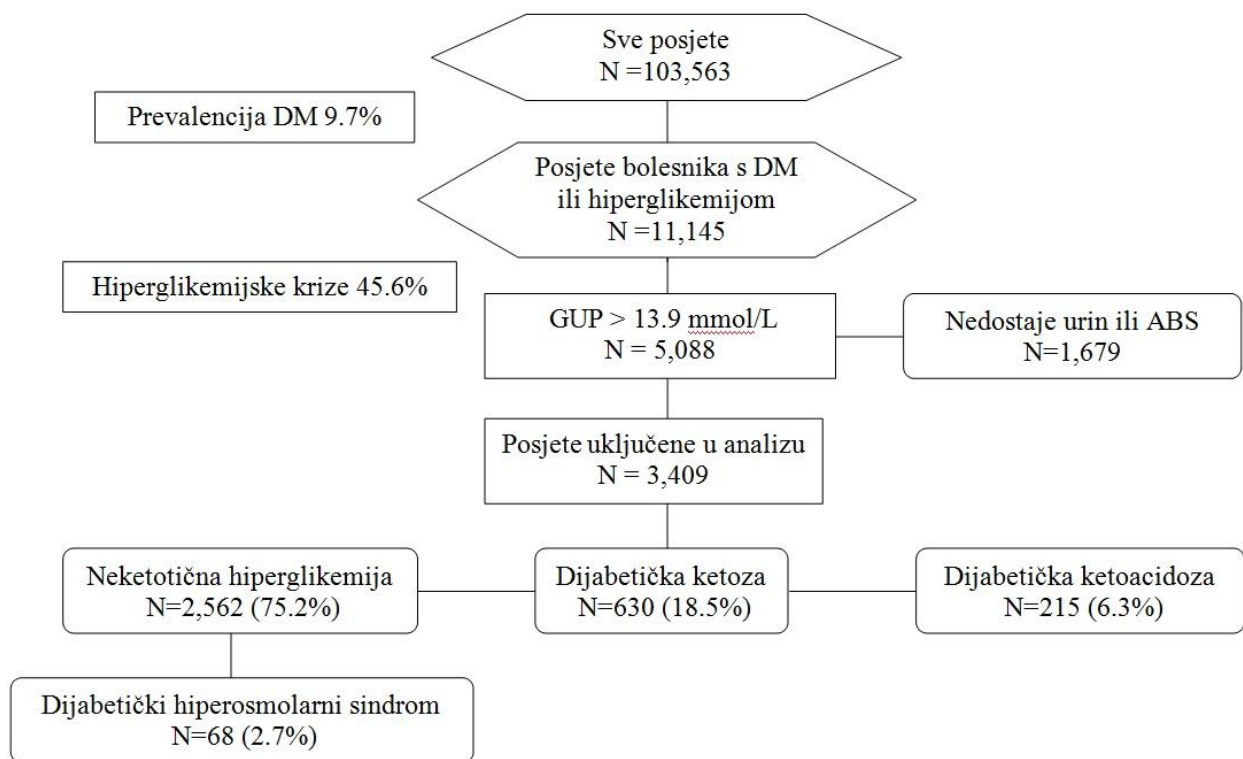 Sve posjete
N =103,563
Prevalencija DM 9.7%
Posjete bolesnika s DM
ili hiperglikemijom
N =11,145
Hiperglikemijske krize 45.6%
GUP > 13.9 mmol/L
N = 5,088
Nedostaje urin ili ABS
N=1,679
Posjete uključene u analizu
N = 3,409
Neketotična hiperglikemija
N=2,562 (75.2%)
Dijabetička ketoza
N=630 (18.5%)
Dijabetička ketoacidoza
N=215 (6.3%)
Dijabetički hiperosmolarni sindrom
N=68 (2.7%)